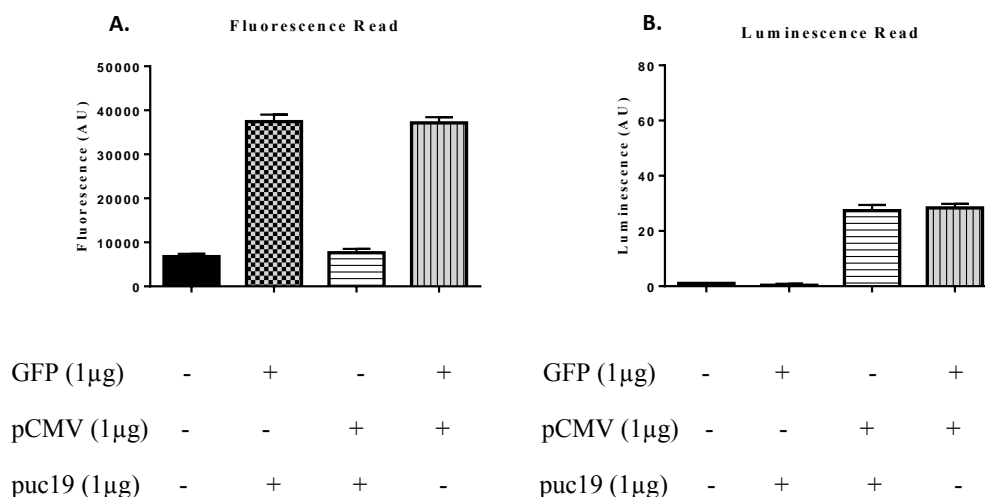 A.
Fluorescence Read
50000
40000
30000
20000
10000
0
Fluorescence (AU)
GFP (1µg) - + - +
pCMV (1µg) - - + +
puc19 (1µg) - + + -
B.
Luminescence Read
80
60
40
20
0
Luminescence (AU)
GFP (1µg) - + - +
pCMV (1µg) - - + +
puc19 (1µg) - + + -